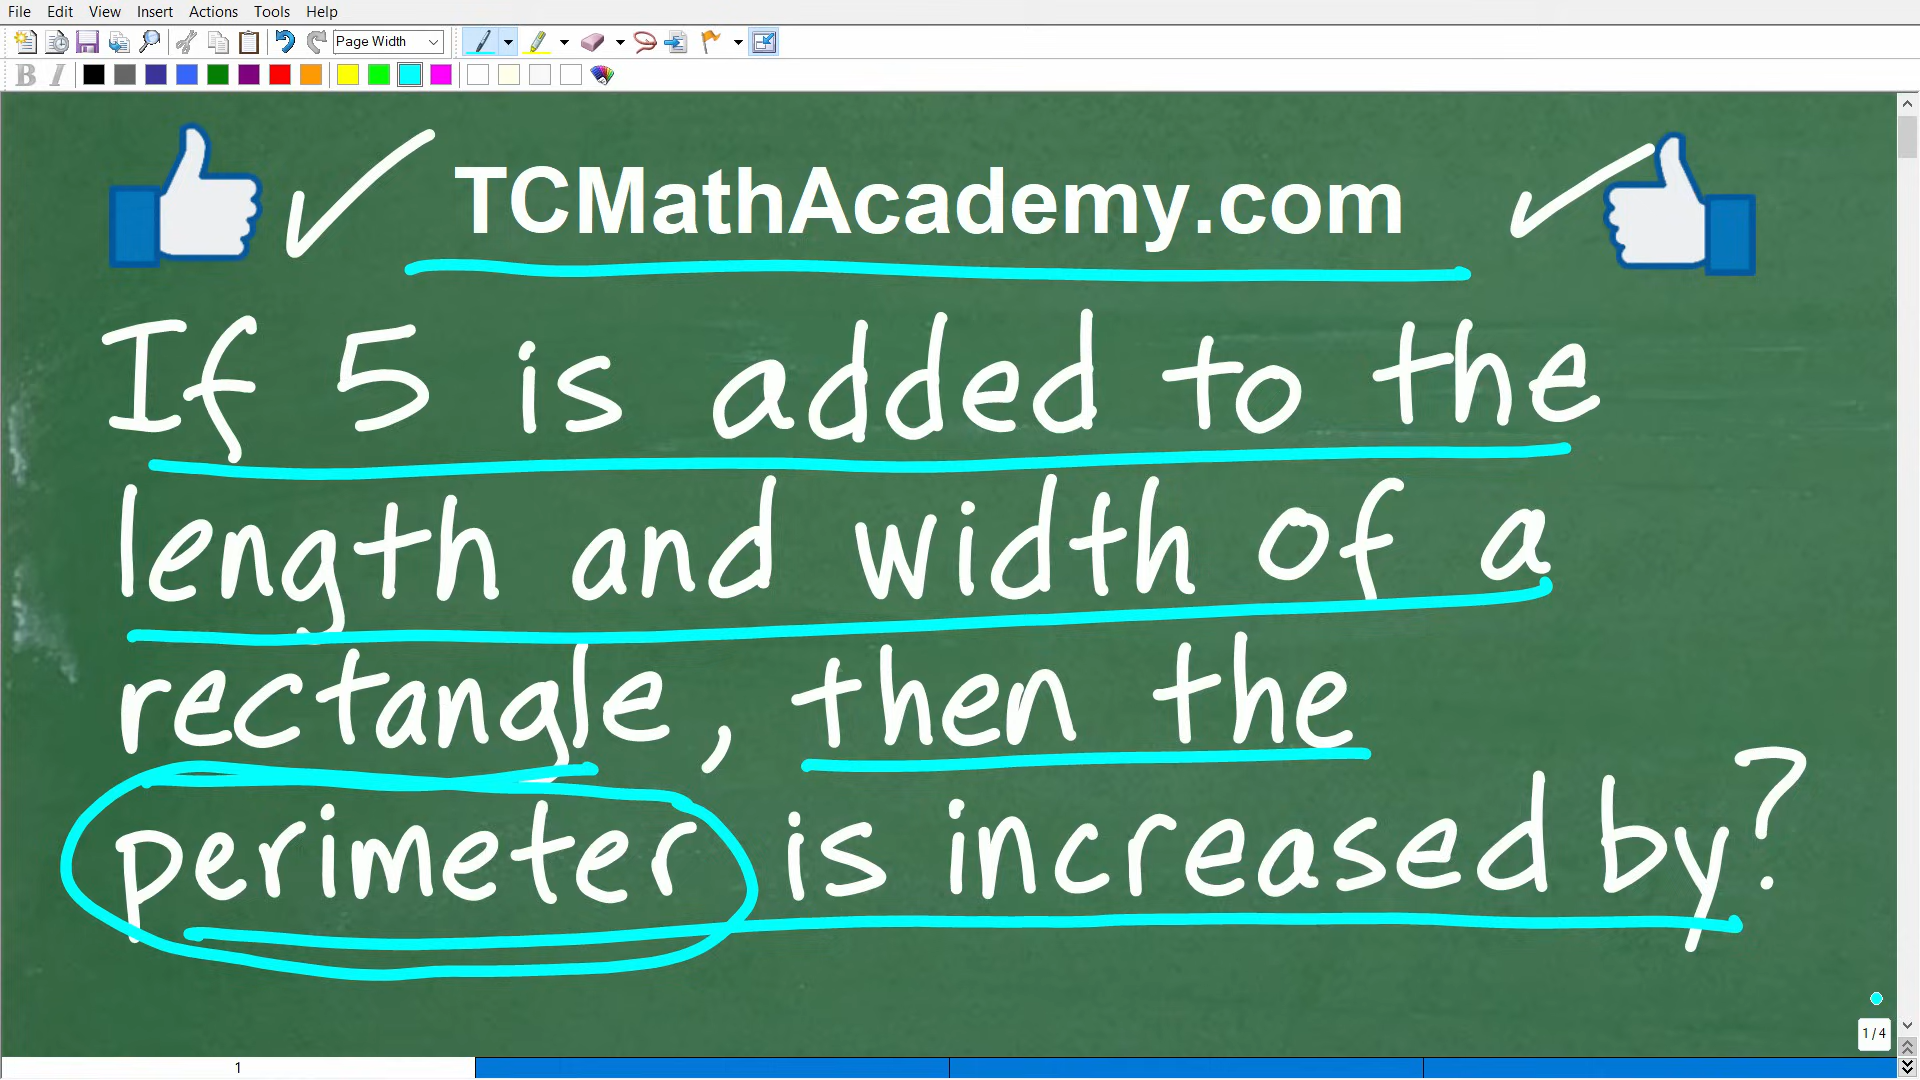 File Edit View Insert Actions Tools Help
Page Width
B I
TCMathAcademy.com
If 5 is added to the
length and width of a
rectangle, then the
perimeter is increased by?
1 / 4
1